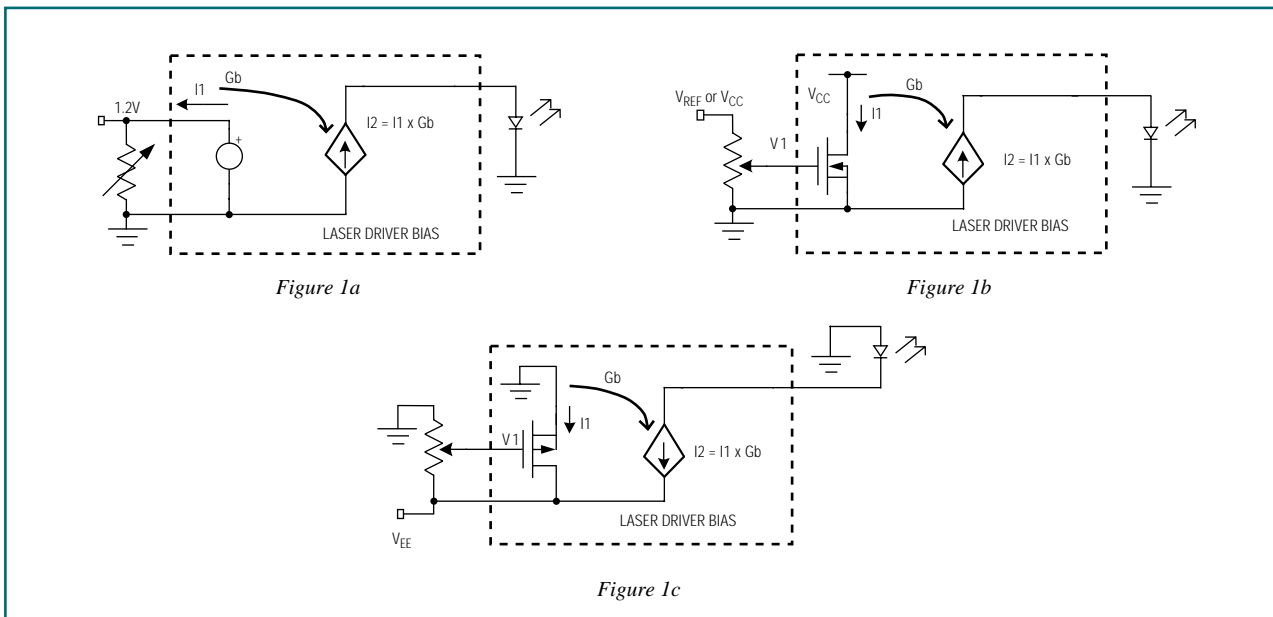 1.2V
I1
Gb
+
I2 = I1 x Gb
LASER DRIVER BIAS
Figure 1a
VREF or VCC
V1
VCC
I1
Gb
I2 = I1 x Gb
LASER DRIVER BIAS
Figure 1b
VEE
V1
I1
Gb
I2 = I1 x Gb
LASER DRIVER BIAS
Figure 1c